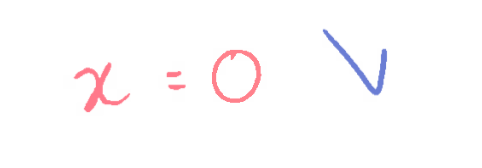 x = 0 ∨